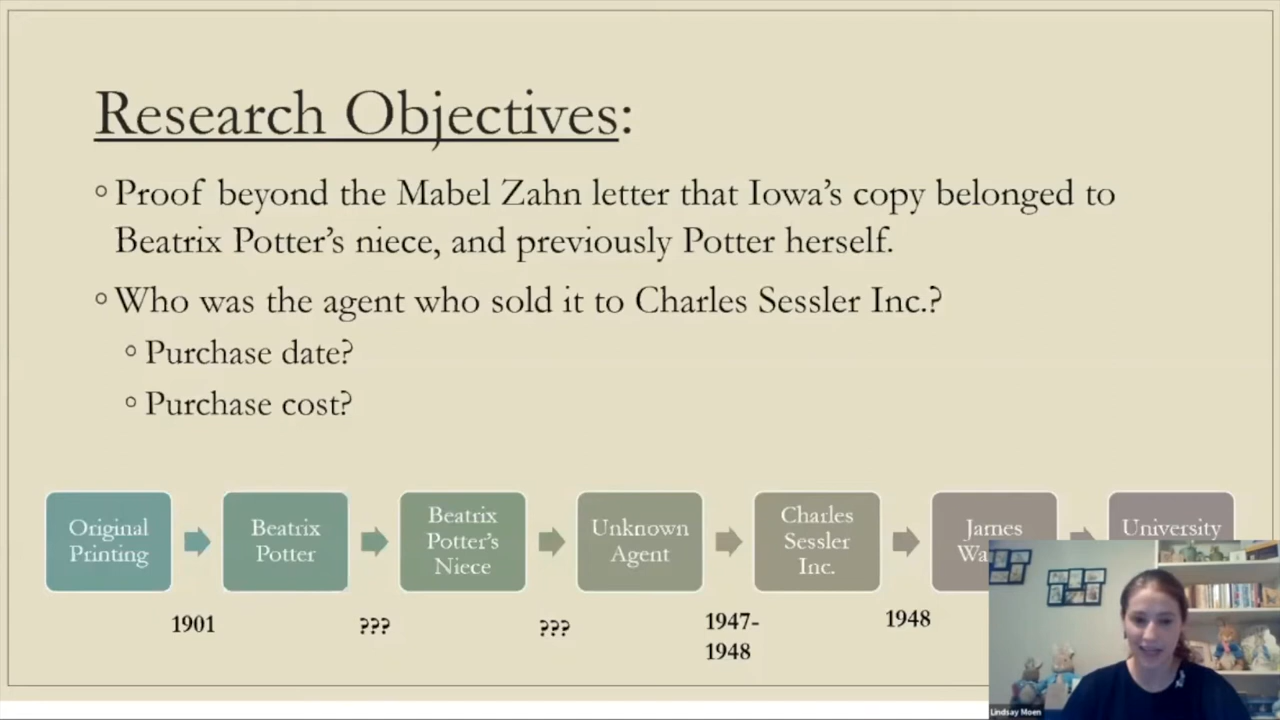 Research Objectives:
◦ Proof beyond the Mabel Zahn letter that Iowa's copy belonged to
Beatrix Potter's niece, and previously Potter herself.
◦ Who was the agent who sold it to Charles Sessler Inc.?
◦ Purchase date?
◦ Purchase cost?
Original
Printing
Beatrix
Potter
Beatrix
Potter's
Niece
Unknown
Agent
Charles
Sessler
Inc.
James
University
1901
???
???
1947-
1948
1948
Lindsay Moen